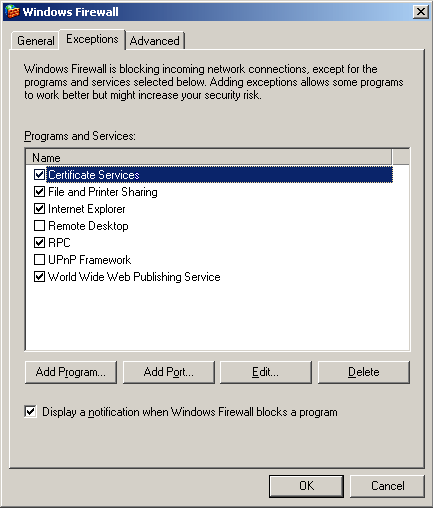 Windows Firewall
General
Exceptions
Advanced
Windows Firewall is blocking incoming network connections, except for the
programs and services selected below. Adding exceptions allows some programs
to work better but might increase your security risk.
Programs and Services:
Name
Certificate Services
File and Printer Sharing
Internet Explorer
Remote Desktop
RPC
UPnP Framework
World Wide Web Publishing Service
Add Program...
Add Port...
Edit...
Delete
Display a notification when Windows Firewall blocks a program
OK
Cancel